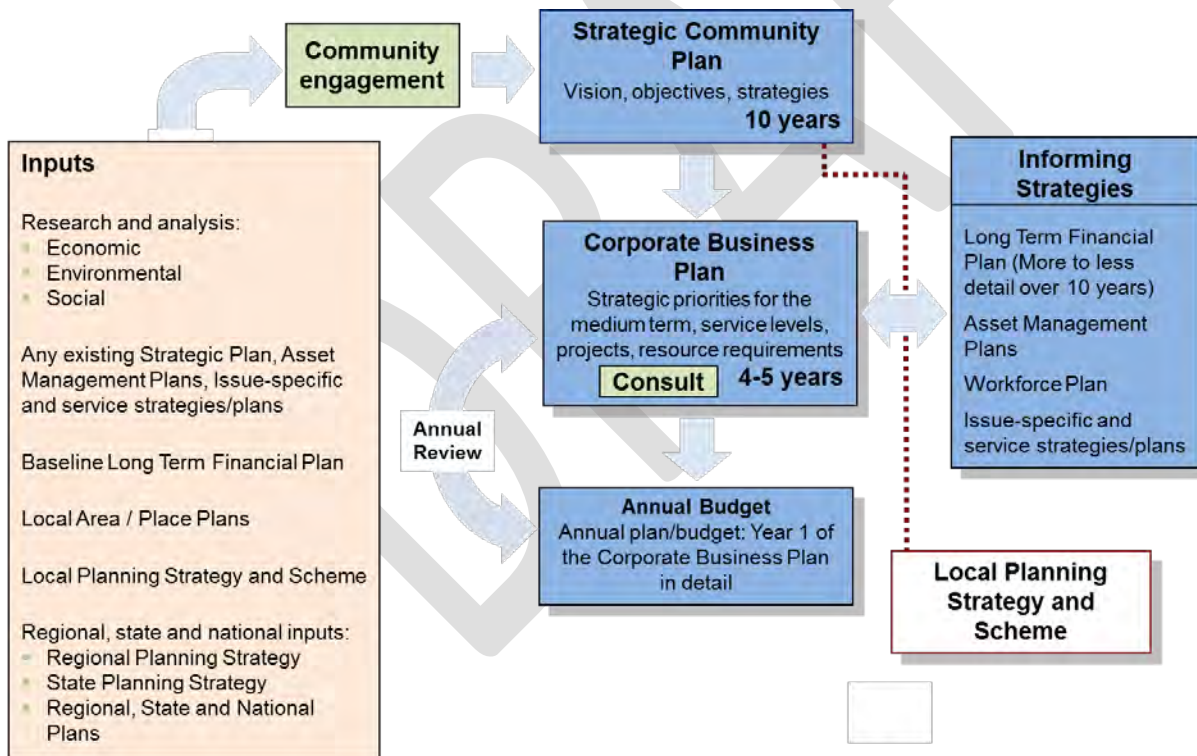 Community
engagement
Strategic Community
Plan
Vision, objectives, strategies
10 years
Inputs
Research and analysis:
Economic
Environmental
Social
Any existing Strategic Plan, Asset
Management Plans, Issue-specific
and service strategies/plans
Baseline Long Term Financial Plan
Local Area / Place Plans
Local Planning Strategy and Scheme
Regional, state and national inputs:
Regional Planning Strategy
State Planning Strategy
Regional, State and National
Plans
Corporate Business
Plan
Strategic priorities for the
medium term, service levels,
projects, resource requirements
Consult 4-5 years
Annual
Review
Annual Budget
Annual plan/budget: Year 1 of
the Corporate Business Plan
in detail
Informing
Strategies
Long Term Financial
Plan (More to less
detail over 10 years)
Asset Management
Plans
Workforce Plan
Issue-specific and
service strategies/plans
Local Planning
Strategy and
Scheme
DRAFT